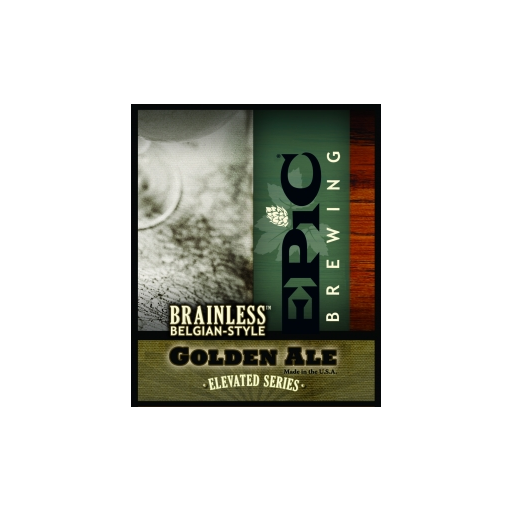 EPIC
BREWING
BRAINLESS™
BELGIAN-STYLE
GOLDEN ALE
Made in the U.S.A.
· ELEVATED SERIES ·